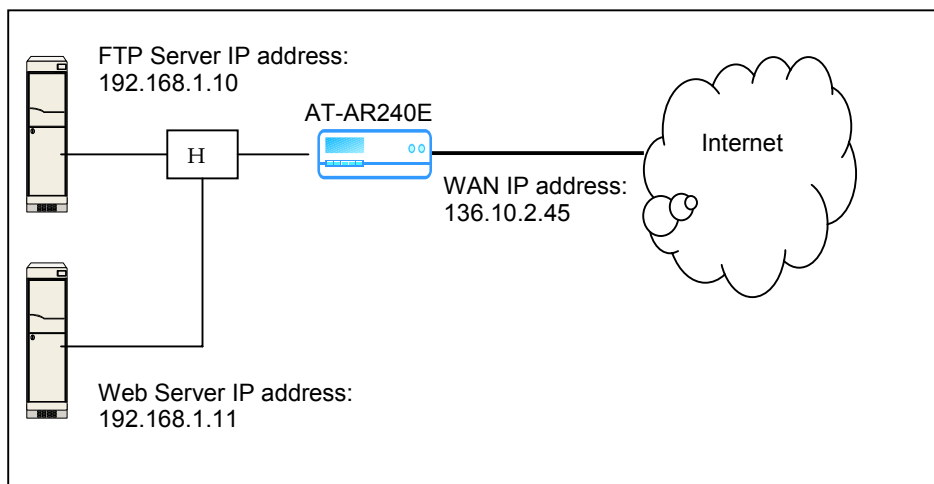 FTP Server IP address:
192.168.1.10
AT-AR240E
H
Internet
WAN IP address:
136.10.2.45
Web Server IP address:
192.168.1.11